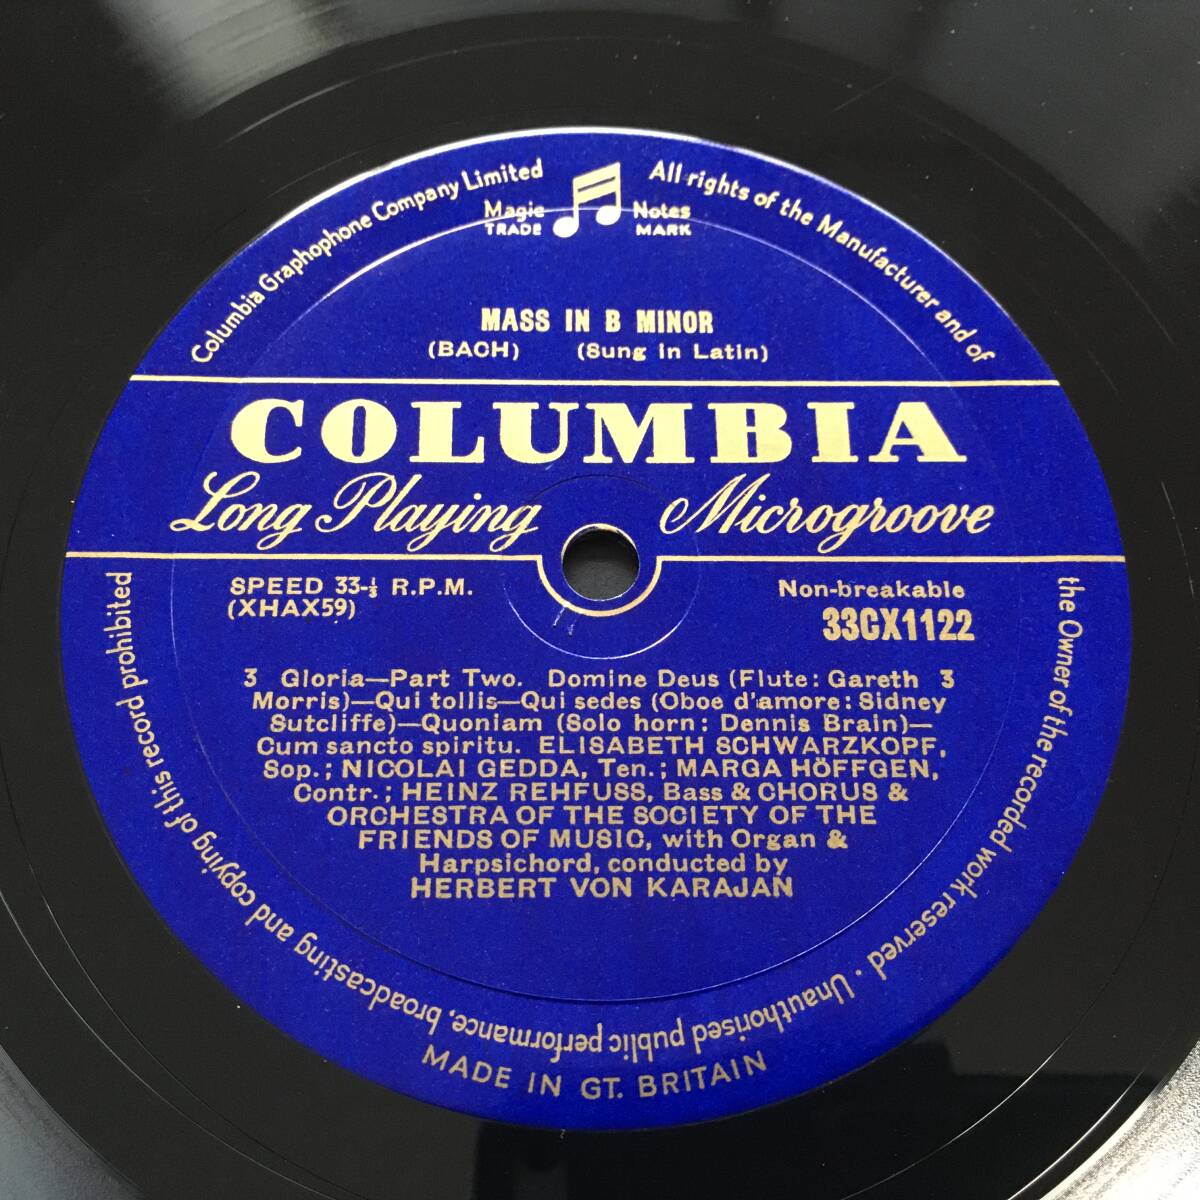 Columbia Graphophone Company Limited
Magic Notes
TRADE MARK
All rights of the Manufacturer and of
the Owner of the recorded work reserved · Unauthorised public performance, broadcasting and copying of this record prohibited
MASS IN B MINOR
(BACH) (Sung in Latin)
COLUMBIA
Long Playing Microgroove
SPEED 33-⅓ R.P.M. Non-breakable
(XHAX59) 33CX1122
3 Gloria—Part Two. Domine Deus (Flute: Gareth 3
Morris)—Qui tollis—Qui sedes (Oboe d'amore: Sidney
Sutcliffe)—Quoniam (Solo horn: Dennis Brain)—
Cum sancto spiritu. ELISABETH SCHWARZKOPF,
Sop.; NICOLAI GEDDA, Ten.; MARGA HÖFFGEN,
Contr.; HEINZ REHFUSS, Bass & CHORUS &
ORCHESTRA OF THE SOCIETY OF THE
FRIENDS OF MUSIC, with Organ &
Harpsichord, conducted by
HERBERT VON KARAJAN
MADE IN GT. BRITAIN